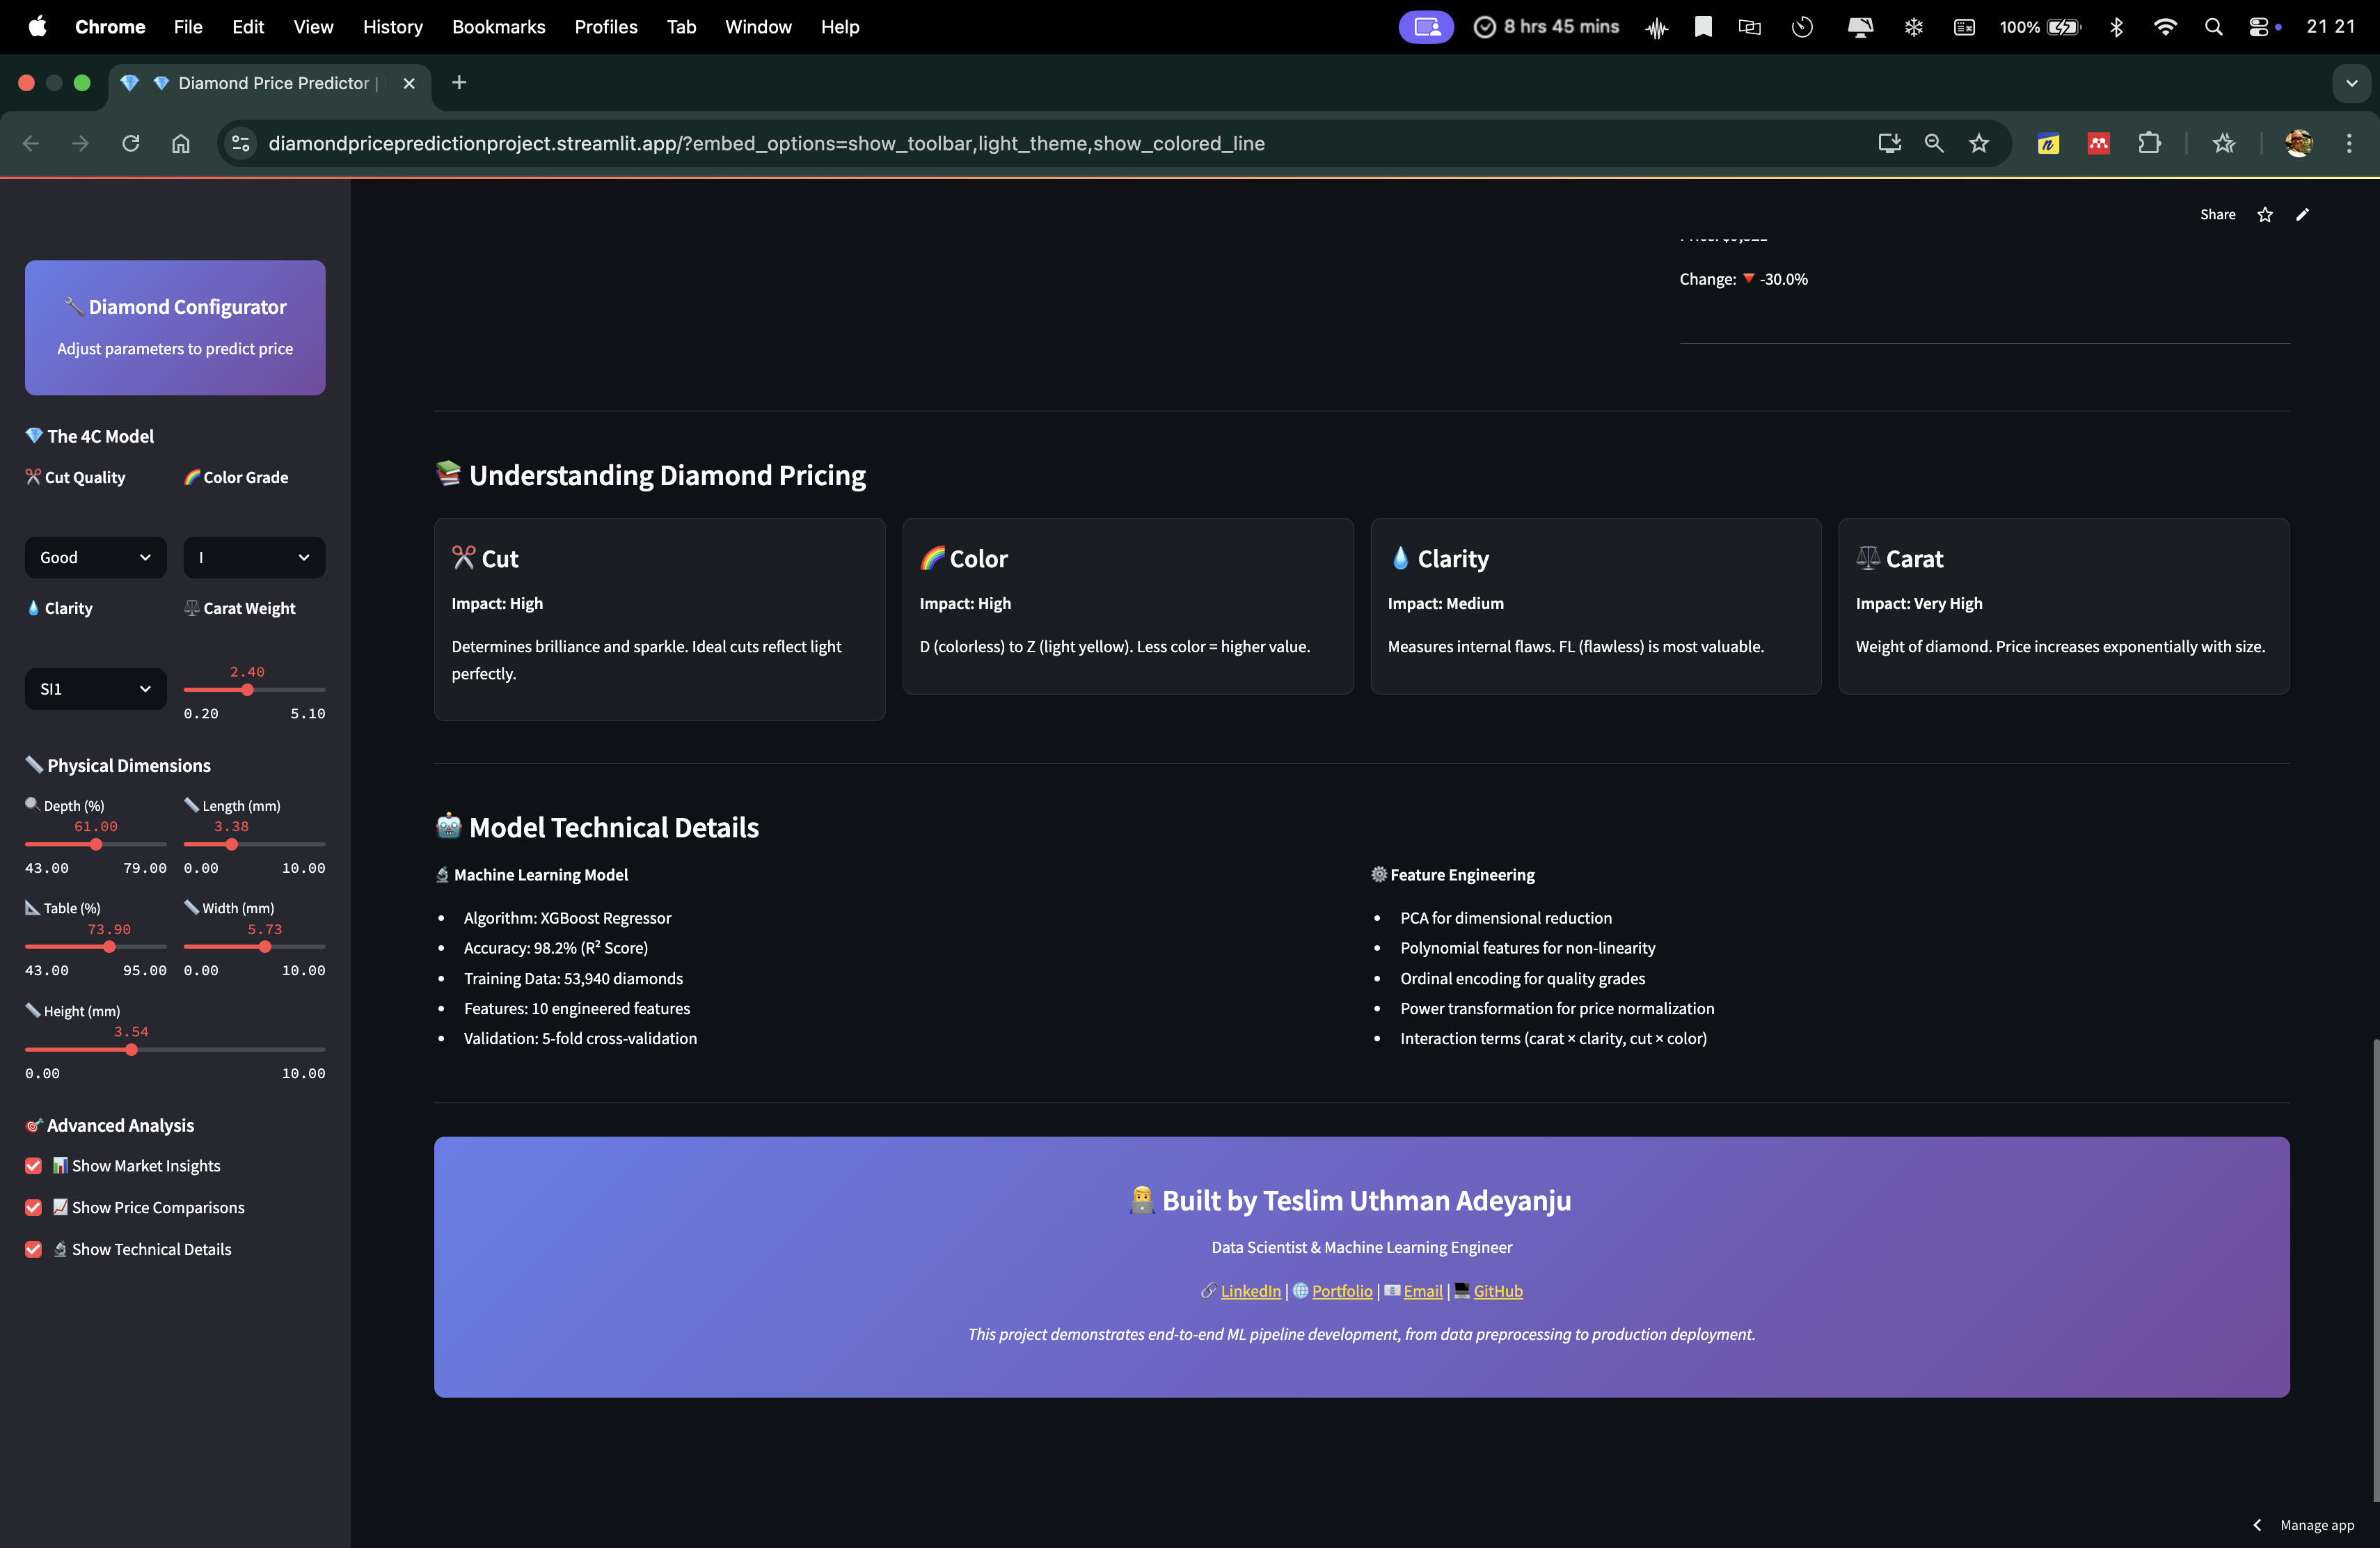 Chrome File Edit View History Bookmarks Profiles Tab Window Help 8 hrs 45 mins 100% 21 21
Diamond Price Predictor |
diamondpricepredictionproject.streamlit.app/?embed_options=show_toolbar,light_theme,show_colored_line
Share
Diamond Configurator
Adjust parameters to predict price
The 4C Model
Cut Quality Color Grade
Good I
Clarity Carat Weight
SI1 2.40
0.20 5.10
Physical Dimensions
Depth (%) Length (mm)
61.00 3.38
43.00 79.00 0.00 10.00
Table (%) Width (mm)
73.90 5.73
43.00 95.00 0.00 10.00
Height (mm)
3.54
0.00 10.00
Advanced Analysis
Show Market Insights
Show Price Comparisons
Show Technical Details
Change: -30.0%
Understanding Diamond Pricing
Cut
Impact: High
Determines brilliance and sparkle. Ideal cuts reflect light
perfectly.
Color
Impact: High
D (colorless) to Z (light yellow). Less color = higher value.
Clarity
Impact: Medium
Measures internal flaws. FL (flawless) is most valuable.
Carat
Impact: Very High
Weight of diamond. Price increases exponentially with size.
Model Technical Details
Machine Learning Model
• Algorithm: XGBoost Regressor
• Accuracy: 98.2% (R² Score)
• Training Data: 53,940 diamonds
• Features: 10 engineered features
• Validation: 5-fold cross-validation
Feature Engineering
• PCA for dimensional reduction
• Polynomial features for non-linearity
• Ordinal encoding for quality grades
• Power transformation for price normalization
• Interaction terms (carat × clarity, cut × color)
Built by Teslim Uthman Adeyanju
Data Scientist & Machine Learning Engineer
LinkedIn | Portfolio | Email | GitHub
This project demonstrates end-to-end ML pipeline development, from data preprocessing to production deployment.
Manage app